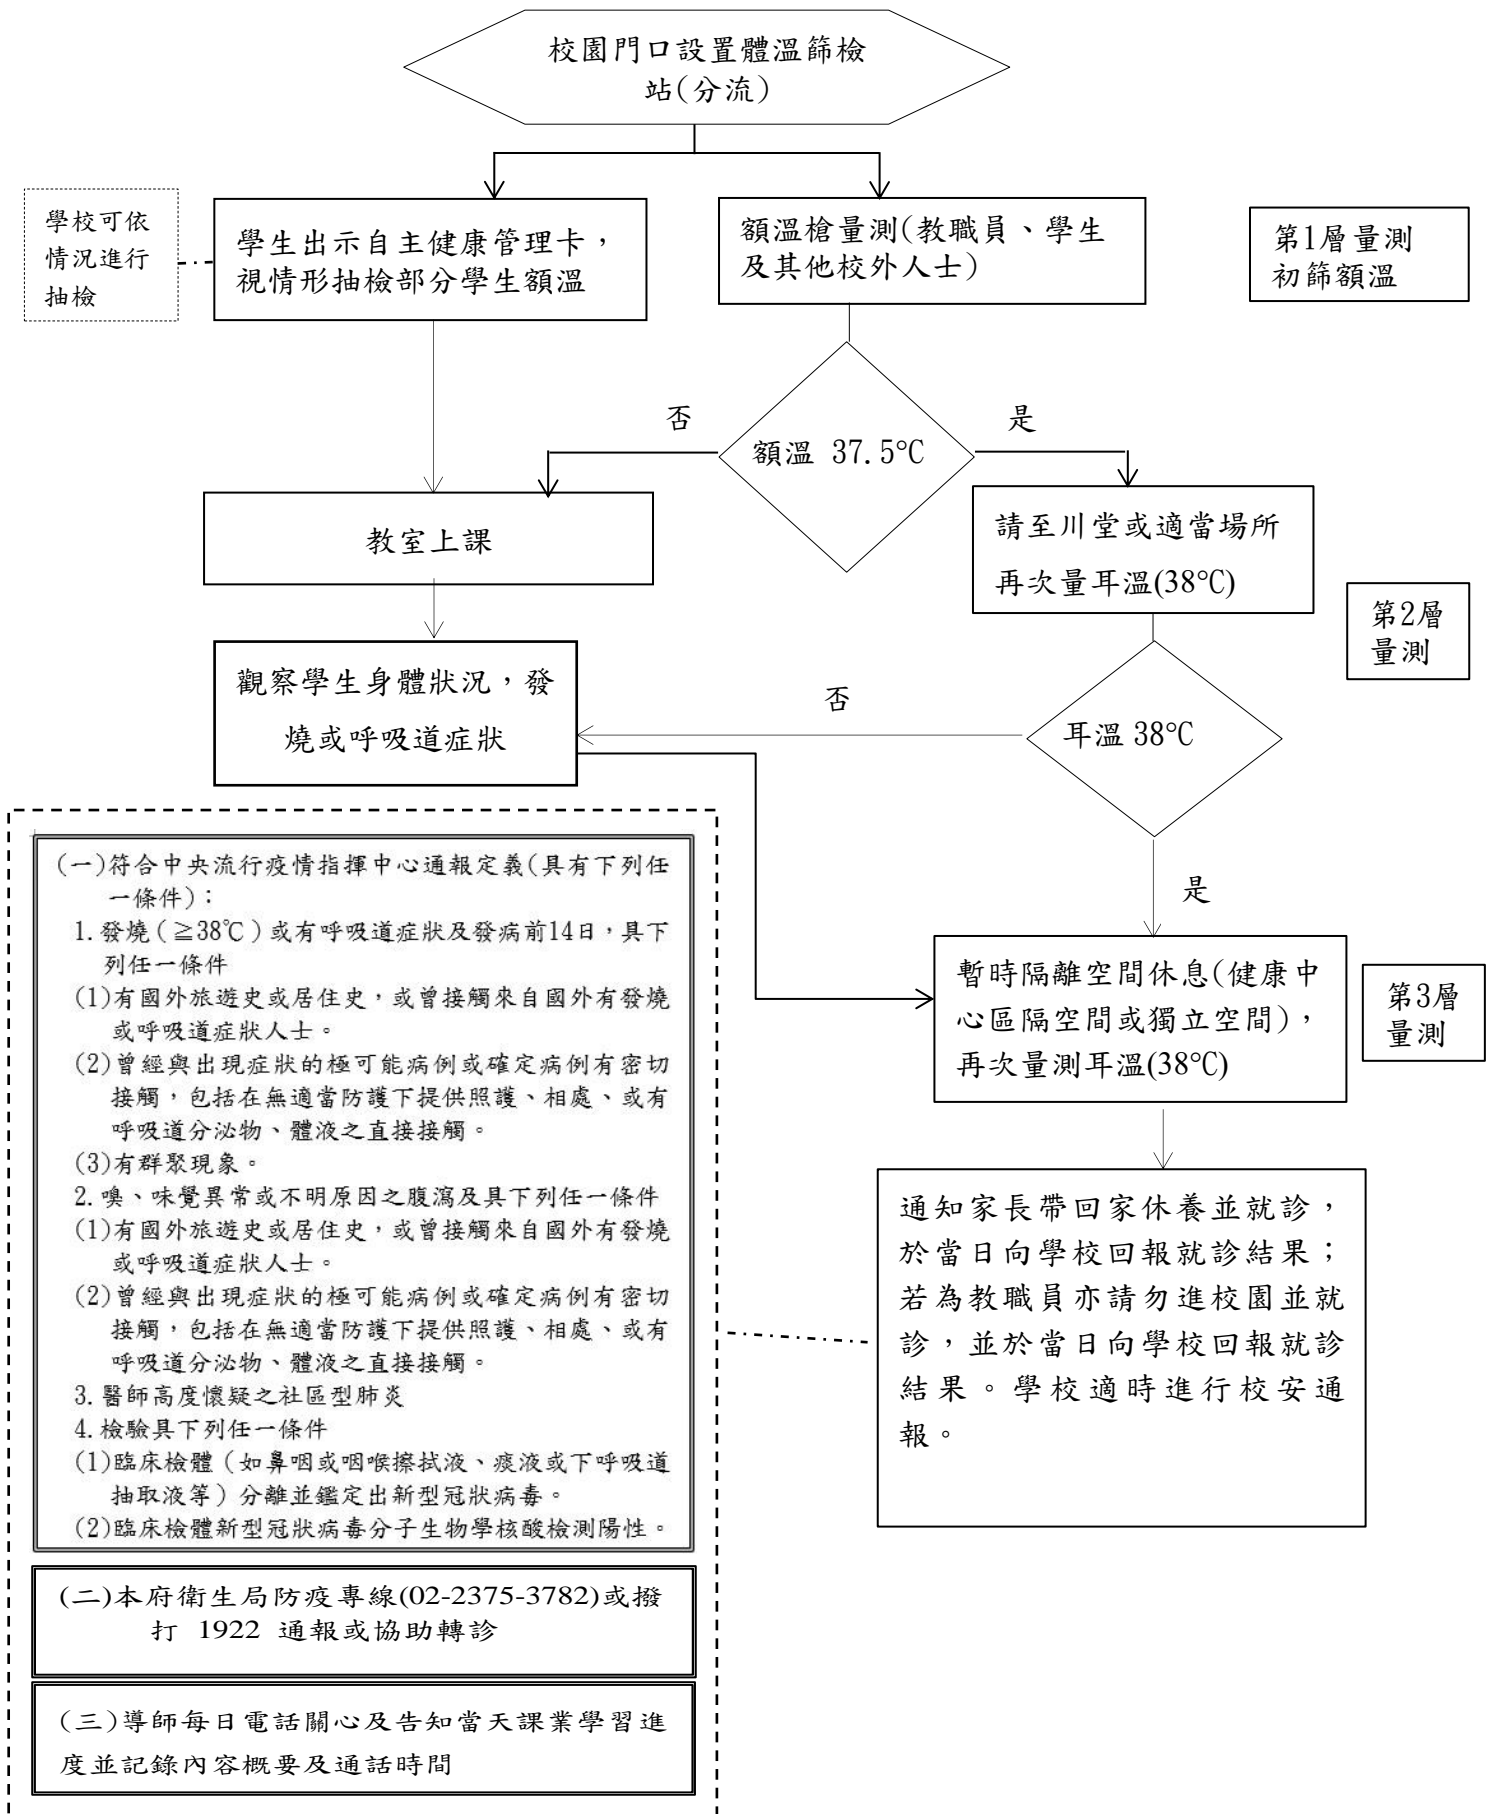 校園門口設置體溫篩檢
站(分流)
學校可依
情況進行
抽檢
學生出示自主健康管理卡，
視情形抽檢部分學生額溫
額溫槍量測(教職員、學生
及其他校外人士)
第1層量測
初篩額溫
否
是
額溫 37.5°C
教室上課
請至川堂或適當場所
再次量耳溫(38°C)
第2層
量測
觀察學生身體狀況，發
燒或呼吸道症狀
否
耳溫 38°C
是
暫時隔離空間休息(健康中
心區隔空間或獨立空間)，
再次量測耳溫(38°C)
第3層
量測
通知家長帶回家休養並就診，
於當日向學校回報就診結果；
若為教職員亦請勿進校園並就
診，並於當日向學校回報就診
結果。學校適時進行校安通
報。
(一)符合中央流行疫情指揮中心通報定義(具有下列任
一條件)：
1.發燒（≧38℃）或有呼吸道症狀及發病前14日，具下
列任一條件
(1)有國外旅遊史或居住史，或曾接觸來自國外有發燒
或呼吸道症狀人士。
(2)曾經與出現症狀的極可能病例或確定病例有密切
接觸，包括在無適當防護下提供照護、相處、或有
呼吸道分泌物、體液之直接接觸。
(3)有群聚現象。
2.嗅、味覺異常或不明原因之腹瀉及具下列任一條件
(1)有國外旅遊史或居住史，或曾接觸來自國外有發燒
或呼吸道症狀人士。
(2)曾經與出現症狀的極可能病例或確定病例有密切
接觸，包括在無適當防護下提供照護、相處、或有
呼吸道分泌物、體液之直接接觸。
3.醫師高度懷疑之社區型肺炎
4.檢驗具下列任一條件
(1)臨床檢體（如鼻咽或咽喉擦拭液、痰液或下呼吸道
抽取液等）分離並鑑定出新型冠狀病毒。
(2)臨床檢體新型冠狀病毒分子生物學核酸檢測陽性。
(二)本府衛生局防疫專線(02-2375-3782)或撥
打 1922 通報或協助轉診
(三)導師每日電話關心及告知當天課業學習進
度並記錄內容概要及通話時間